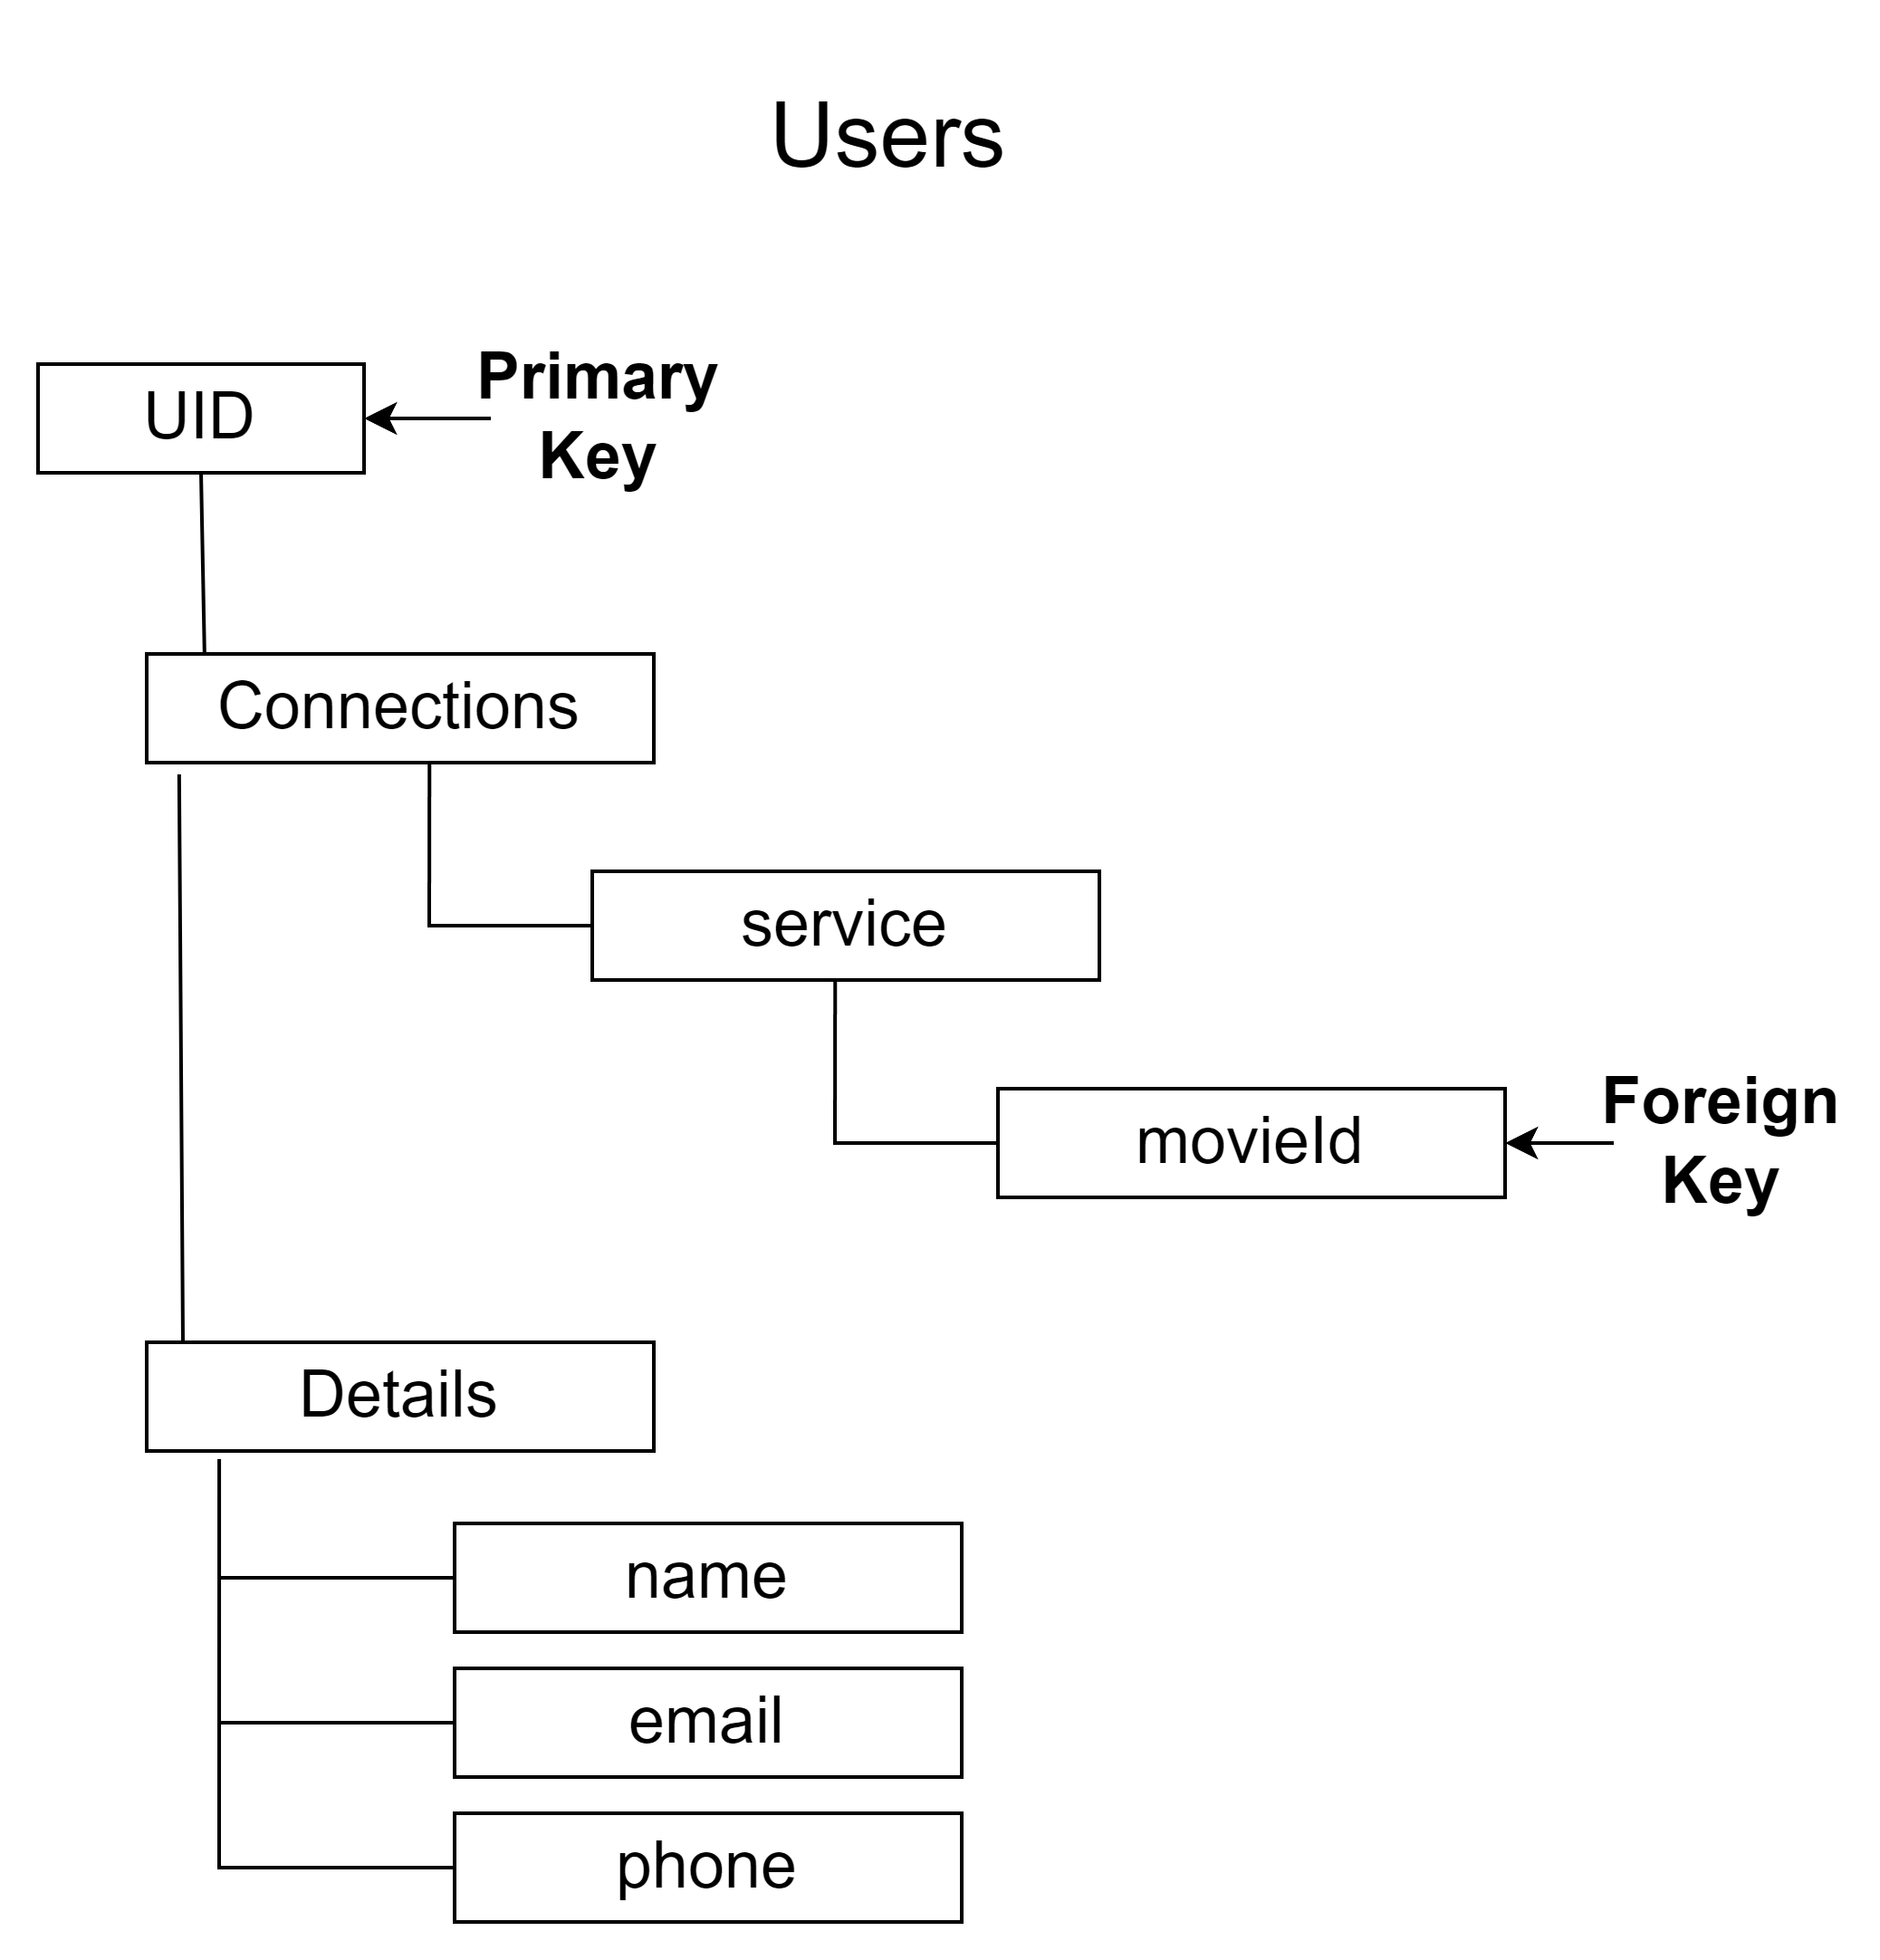 Users
UID
Primary
Key
Connections
service
movieId
Foreign
Key
Details
name
email
phone